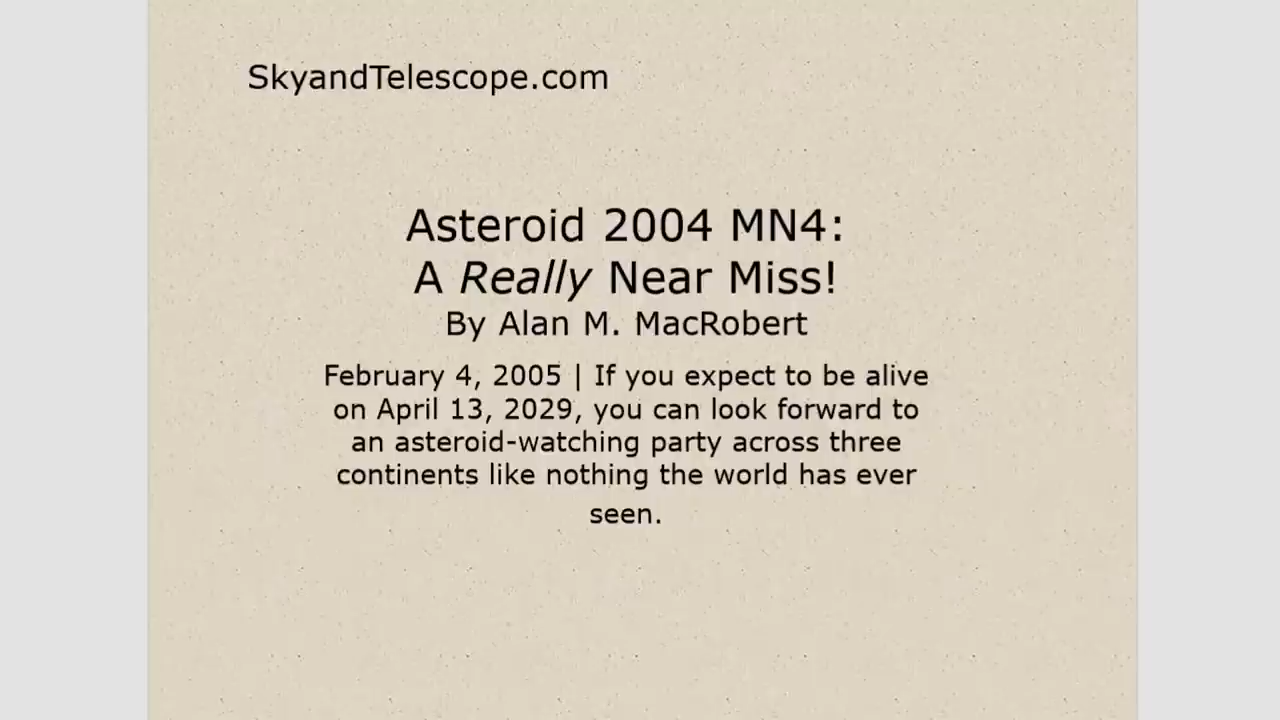 SkyandTelescope.com
Asteroid 2004 MN4:
A Really Near Miss!
By Alan M. MacRobert
February 4, 2005 | If you expect to be alive
on April 13, 2029, you can look forward to
an asteroid-watching party across three
continents like nothing the world has ever
seen.